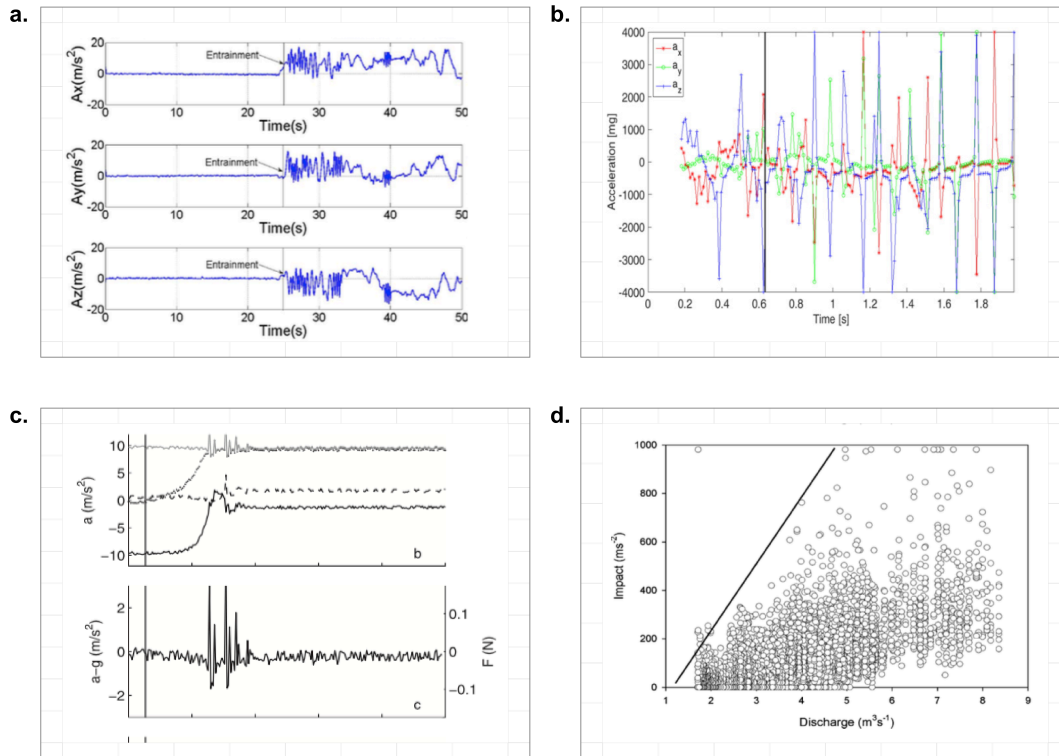 a.
20
0
-20
Ax(m/s²)
Entrainment
0 10 20 30 40 50
Time(s)
20
0
-20
Ay(m/s²)
Entrainment
0 10 20 30 40 50
Time(s)
20
0
-20
Az(m/s²)
Entrainment
0 10 20 30 40 50
Time(s)
b.
4000
3000
2000
1000
0
-1000
-2000
-3000
-4000
Acceleration [mg]
a_x
a_y
a_z
0 0.2 0.4 0.6 0.8 1 1.2 1.4 1.6 1.8
Time [s]
c.
10
5
0
−5
−10
a (m/s²)
b
2
0
−2
a−g (m/s²)
0.1
0
−0.1
F (N)
c
d.
1000
800
600
400
200
0
Impact (ms⁻²)
1 2 3 4 5 6 7 8 9
Discharge (m³s⁻¹)